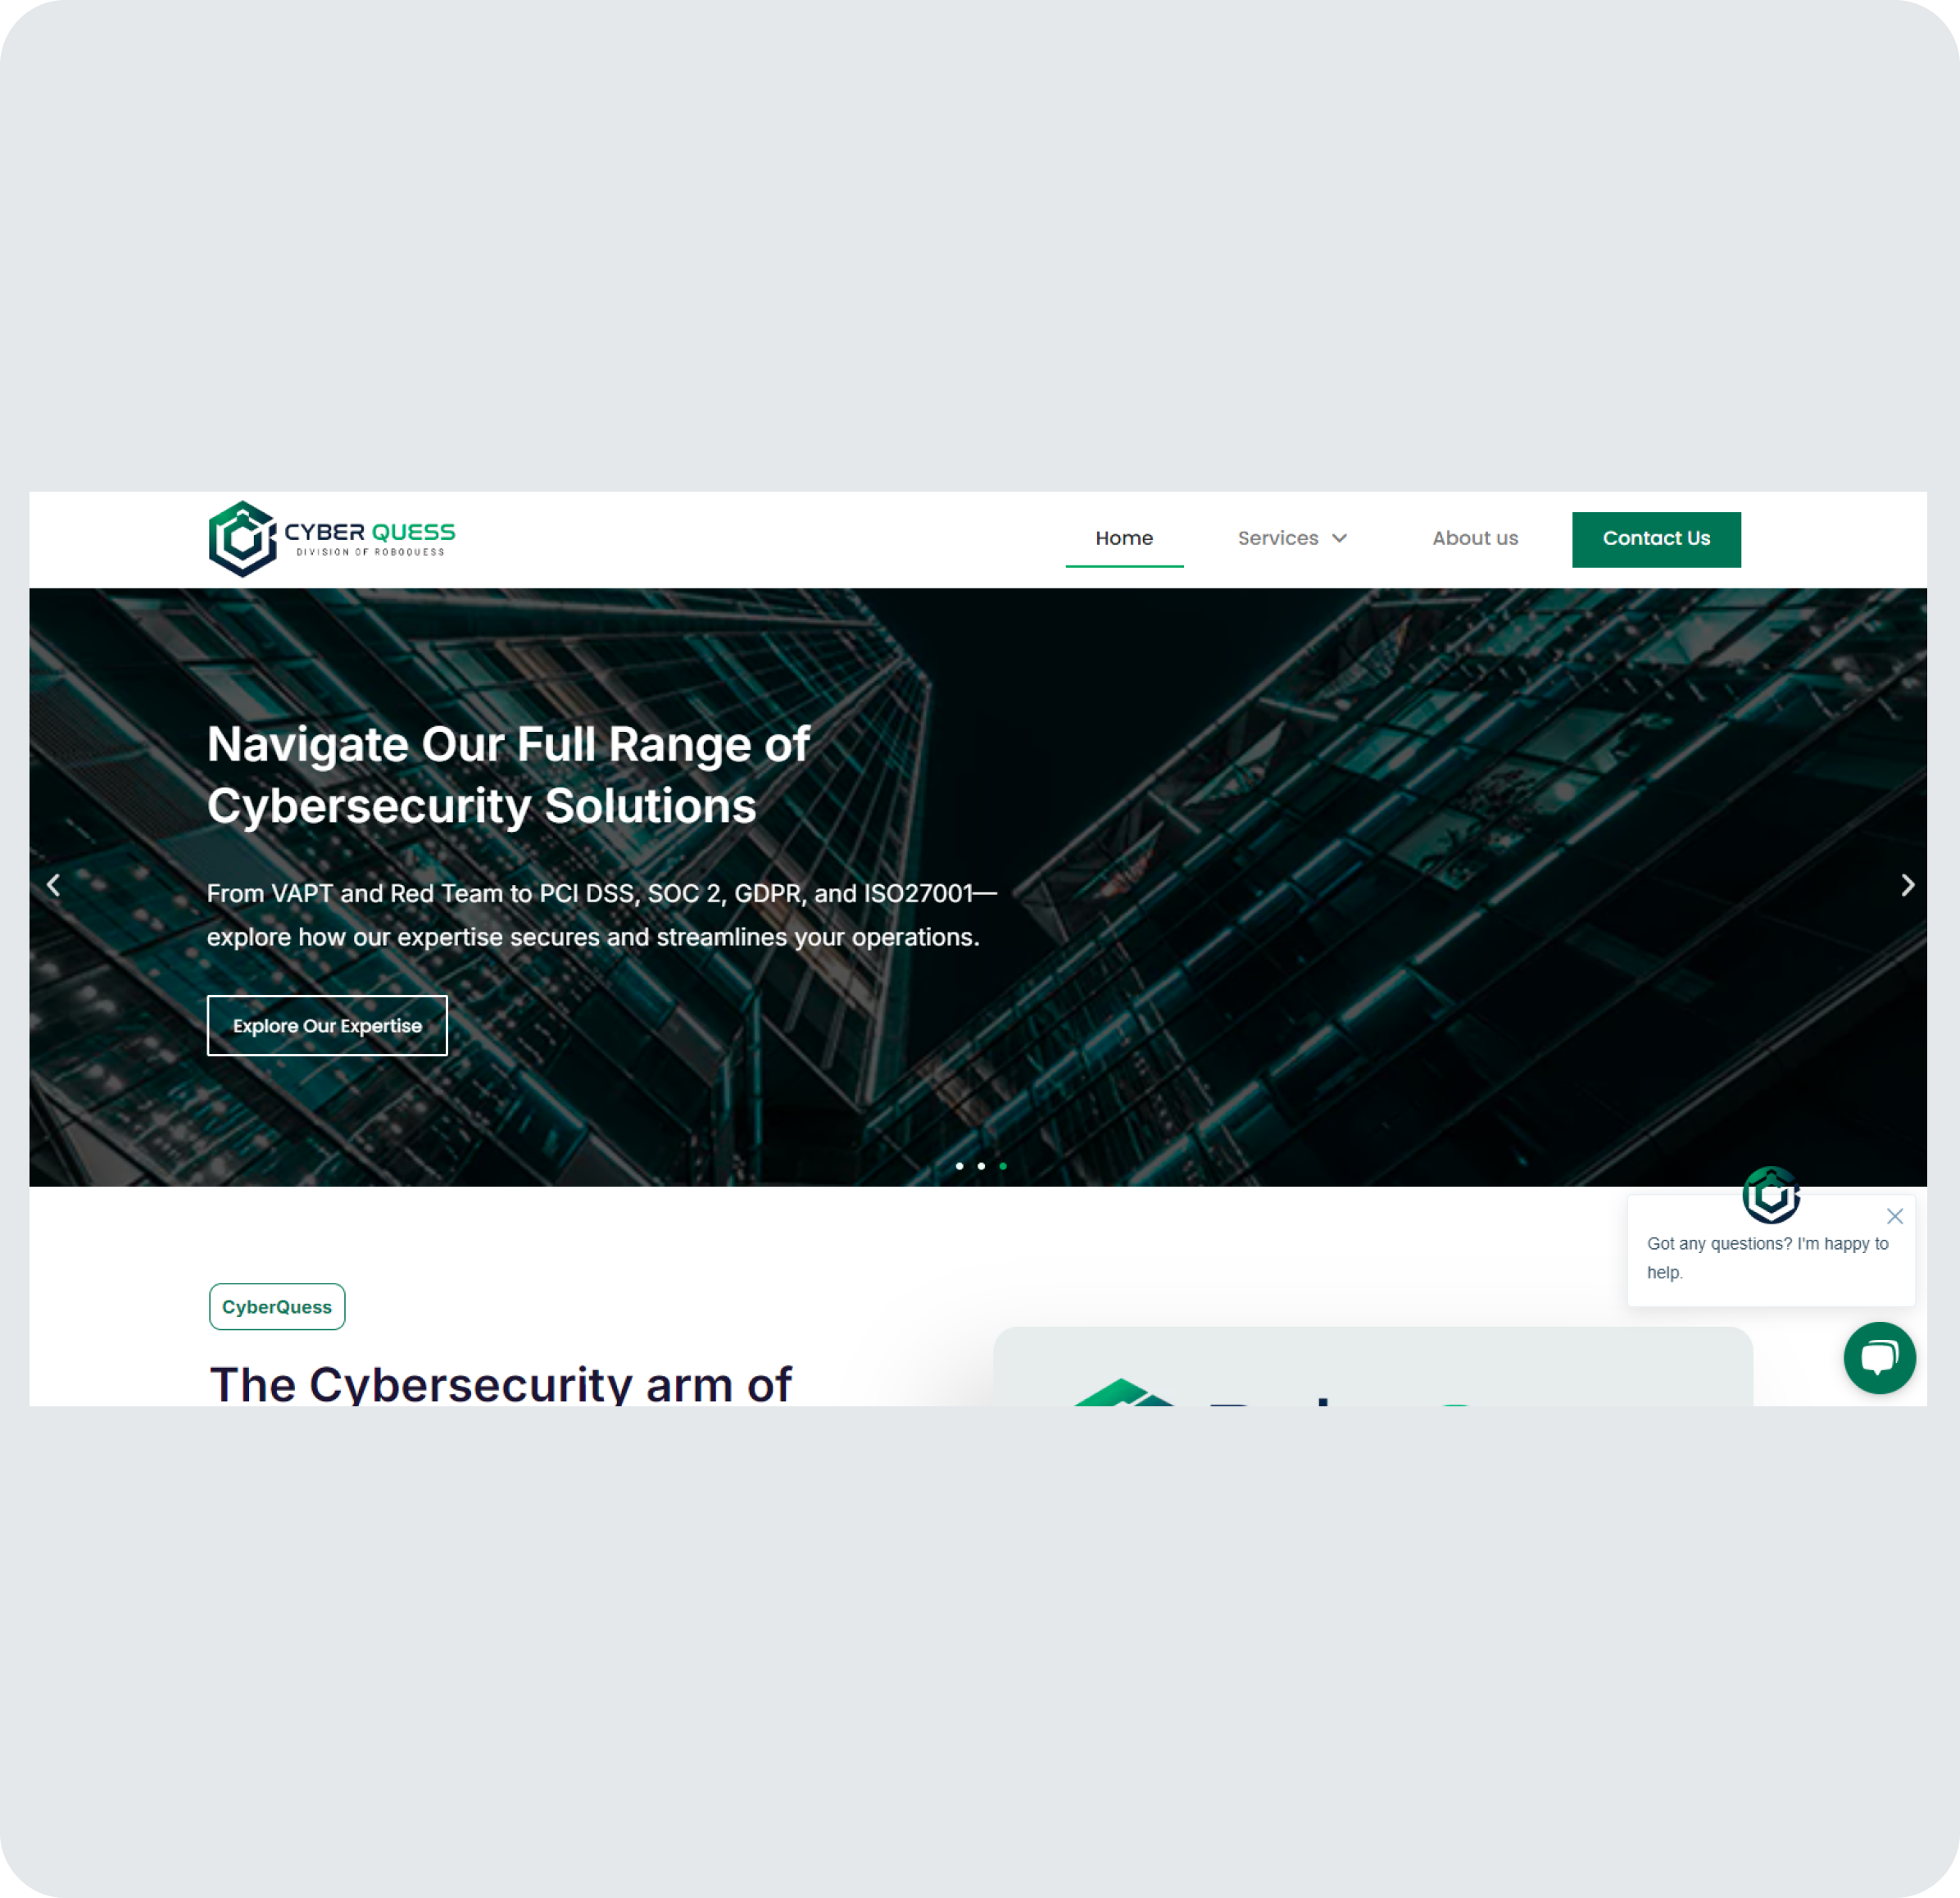 CYBER QUESS
DIVISION OF ROBOQUESS
Home
Services
About us
Contact Us
Navigate Our Full Range of
Cybersecurity Solutions
From VAPT and Red Team to PCI DSS, SOC 2, GDPR, and ISO27001—
explore how our expertise secures and streamlines your operations.
Explore Our Expertise
Got any questions? I'm happy to
help.
CyberQuess
The Cybersecurity arm of